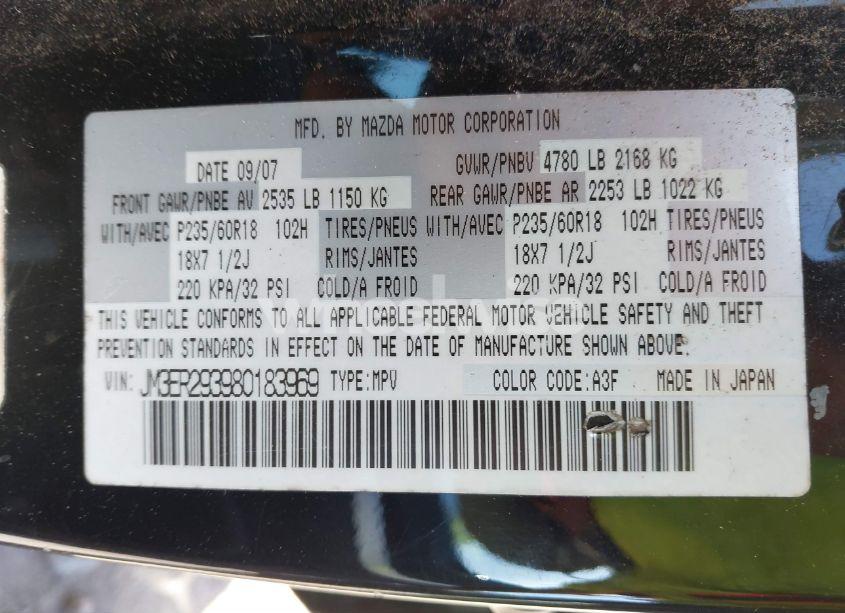 MFD. BY MAZDA MOTOR CORPORATION
DATE 09/07 GVWR/PNBV 4780 LB 2168 KG
FRONT GAWR/PNBE AV 2535 LB 1150 KG REAR GAWR/PNBE AR 2253 LB 1022 KG
WITH/AVEC P235/60R18 102H TIRES/PNEUS WITH/AVEC P235/60R18 102H TIRES/PNEUS
18X7 1/2J RIMS/JANTES 18X7 1/2J RIMS/JANTES
220 KPA/32 PSI COLD/A FROID 220 KPA/32 PSI COLD/A FROID
THIS VEHICLE CONFORMS TO ALL APPLICABLE FEDERAL MOTOR VEHICLE SAFETY AND THEFT
PREVENTION STANDARDS IN EFFECT ON THE DATE OF MANUFACTURE SHOWN ABOVE.
VIN: JM3ER293980183969 TYPE:MPV COLOR CODE:A3F MADE IN JAPAN